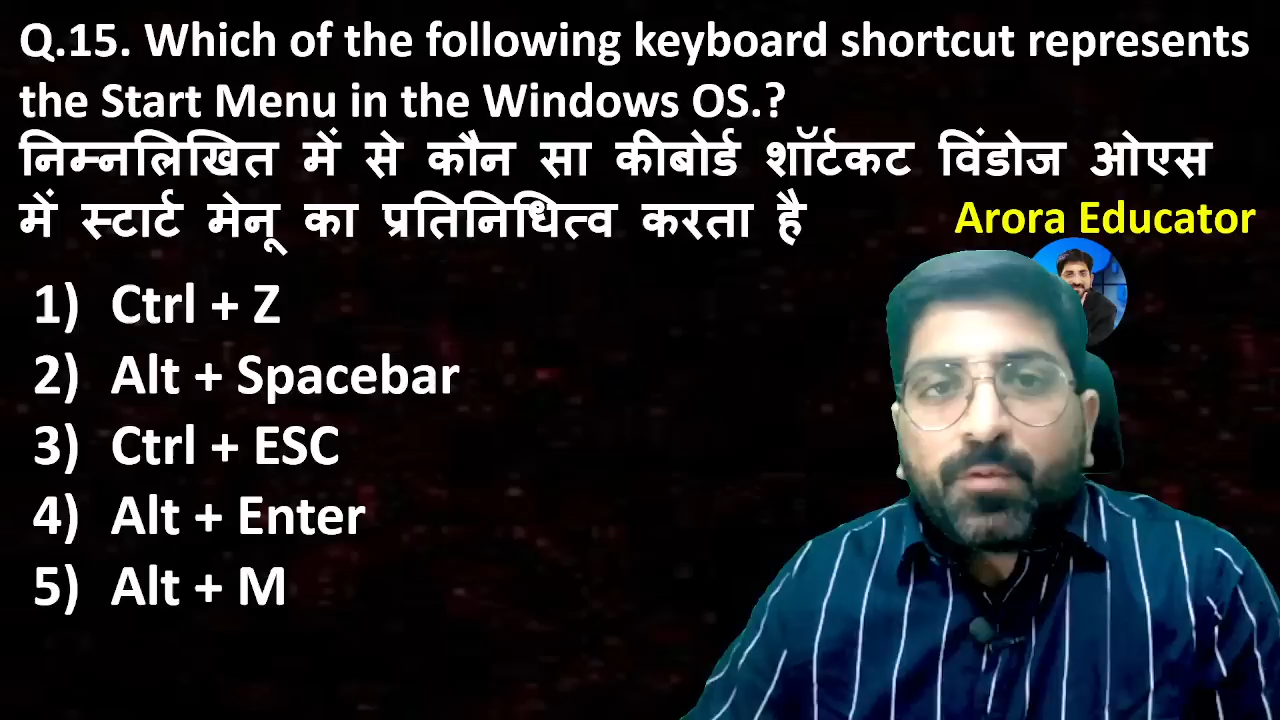 Q.15. Which of the following keyboard shortcut represents
the Start Menu in the Windows OS.?
निम्नलिखित में से कौन सा कीबोर्ड शॉर्टकट विंडोज ओएस
में स्टार्ट मेनू का प्रतिनिधित्व करता है
Arora Educator
1) Ctrl + Z
2) Alt + Spacebar
3) Ctrl + ESC
4) Alt + Enter
5) Alt + M